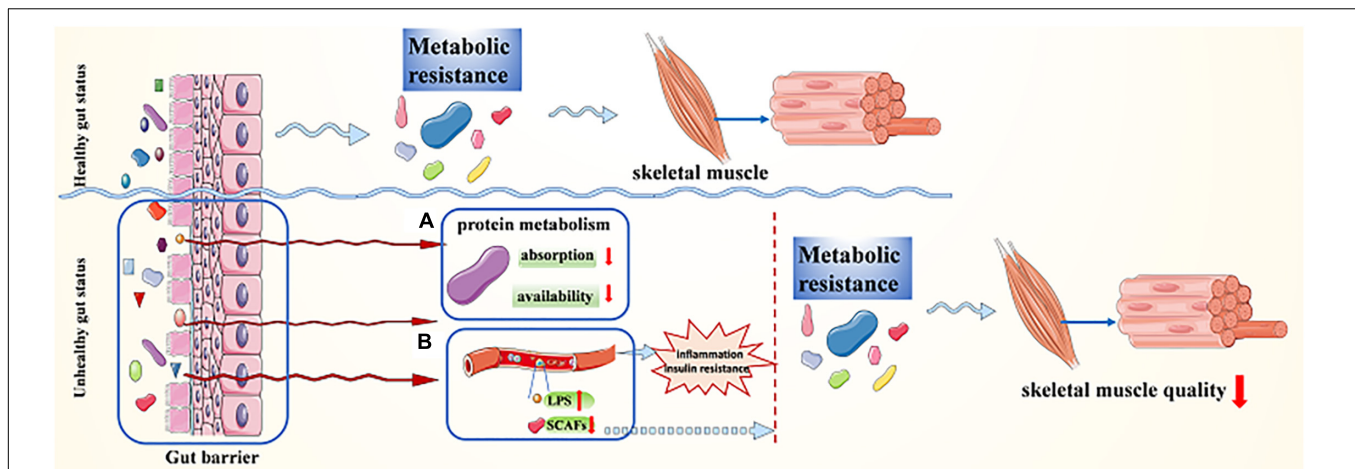 Healthy gut status
Metabolic
resistance
skeletal muscle
Unhealthy gut status
A
protein metabolism
absorption
availability
B
Inflammation
insulin resistance
LPS
SCAFs
Metabolic
resistance
skeletal muscle quality
Gut barrier